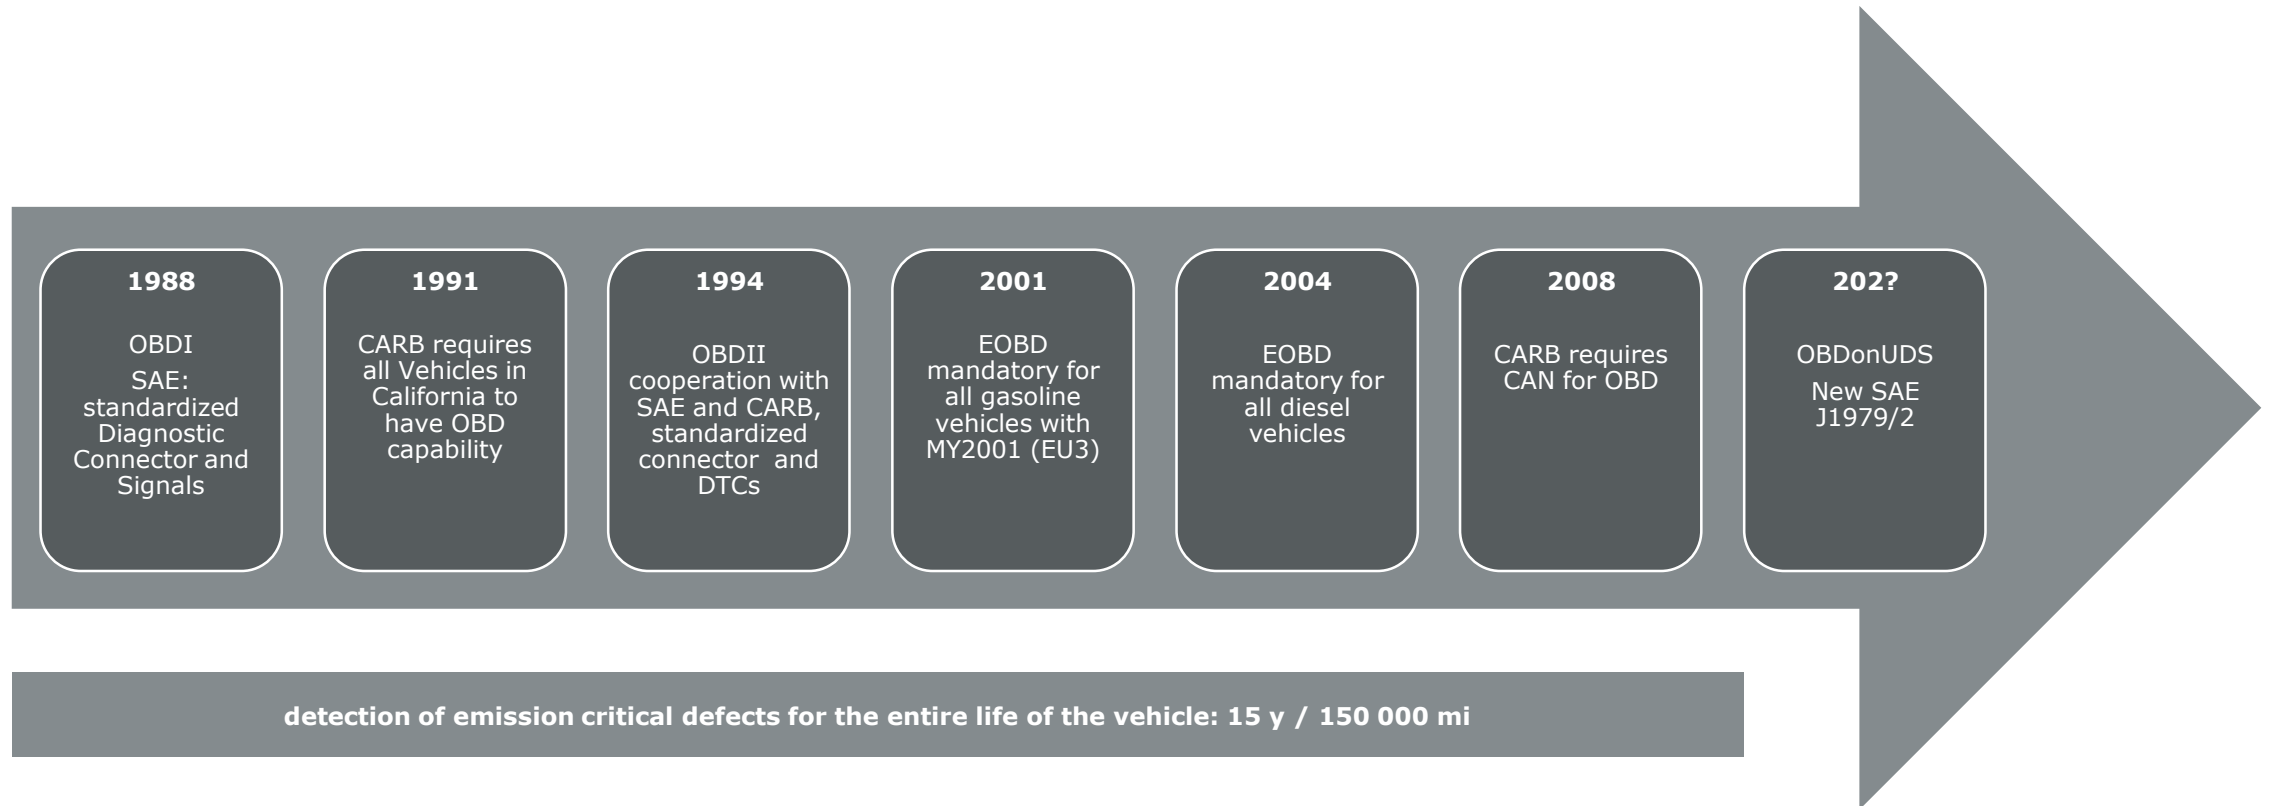 1988
OBDI
SAE:
standardized
Diagnostic
Connector and
Signals
1991
CARB requires
all Vehicles in
California to
have OBD
capability
1994
OBDII
cooperation with
SAE and CARB,
standardized
connector  and
DTCs
2001
EOBD
mandatory for
all gasoline
vehicles with
MY2001 (EU3)
2004
EOBD
mandatory for
all diesel
vehicles
2008
CARB requires
CAN for OBD
202?
OBDonUDS
New SAE
J1979/2
detection of emission critical defects for the entire life of the vehicle: 15 y / 150 000 mi